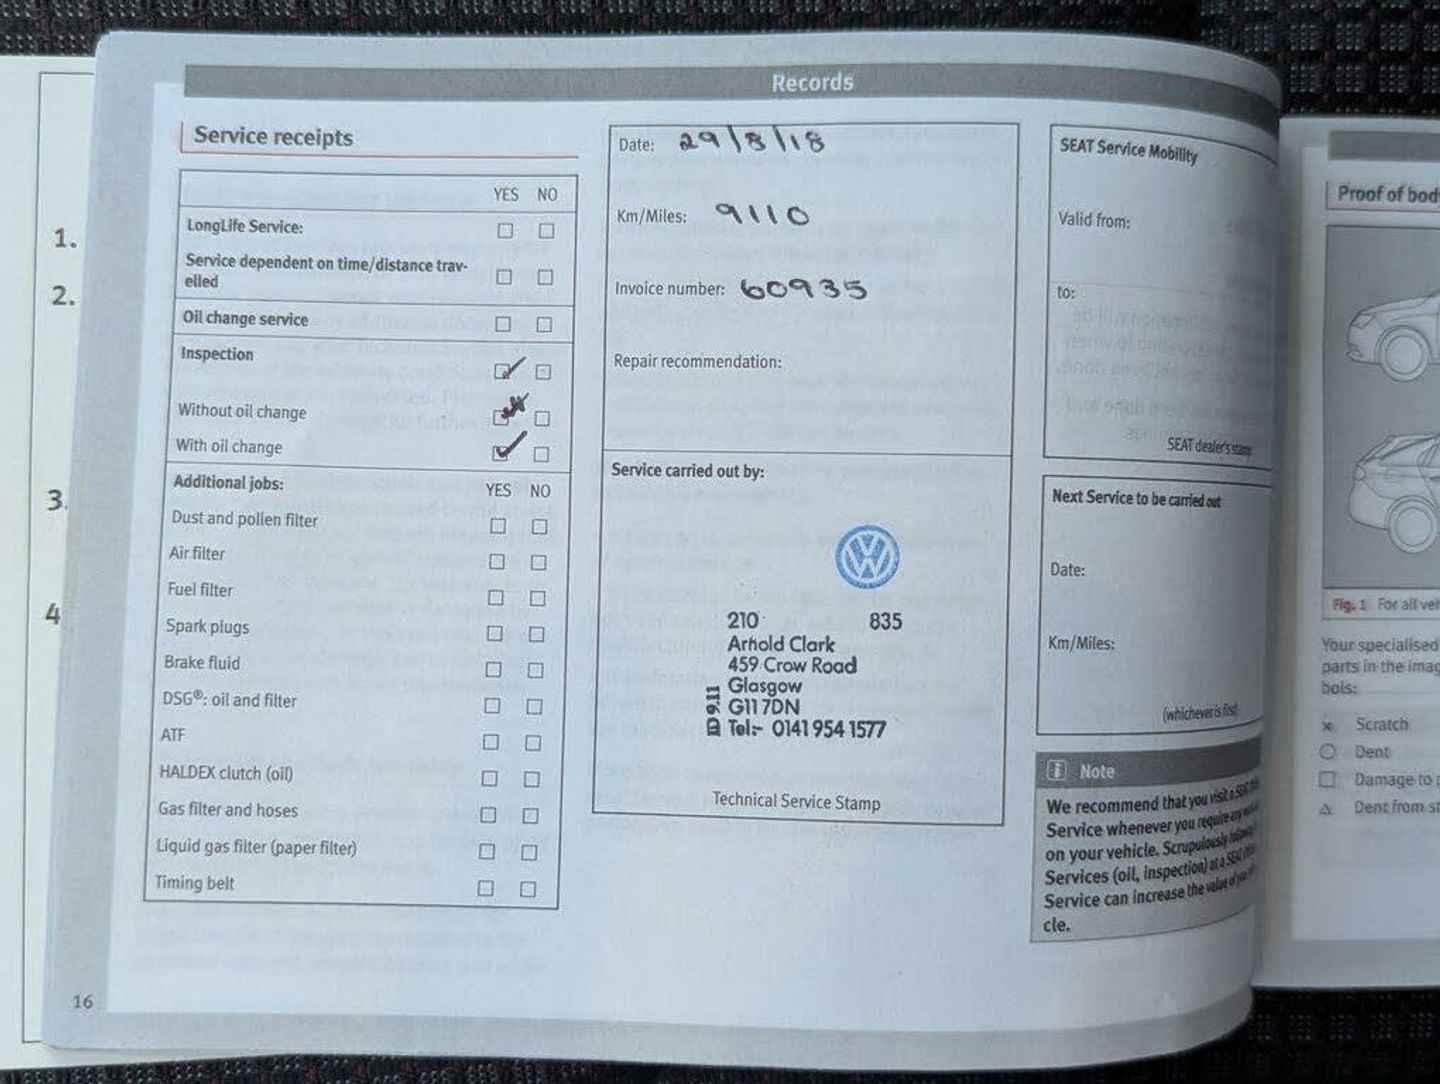 Records
1.
2.
3.
4
Service receipts
YES NO
LongLife Service:
Service dependent on time/distance trav-
elled
Oil change service
Inspection
Without oil change
With oil change
Additional jobs: YES NO
Dust and pollen filter
Air filter
Fuel filter
Spark plugs
Brake fluid
DSG®: oil and filter
ATF
HALDEX clutch (oil)
Gas filter and hoses
Liquid gas filter (paper filter)
Timing belt
16
Date: 29/8/18
Km/Miles: 9110
Invoice number: 60935
Repair recommendation:
Service carried out by:
210 835
Arnold Clark
459 Crow Road
Glasgow
G11 7DN
Tel:- 0141 954 1577
Technical Service Stamp
SEAT Service Mobility
Valid from:
to:
SEAT dealer's stamp
Next Service to be carried out
Date:
Km/Miles:
(whichever is first)
Note
We recommend that you visit a SEAT
Service whenever you require any
on your vehicle. Scrupulously
Services (oil, inspection) at a SEAT
Service can increase the value of
cle.
Proof of body
Fig. 1 For all
Your specialised
parts in the
bols:
Scratch
Dent
Damage to
Dent from